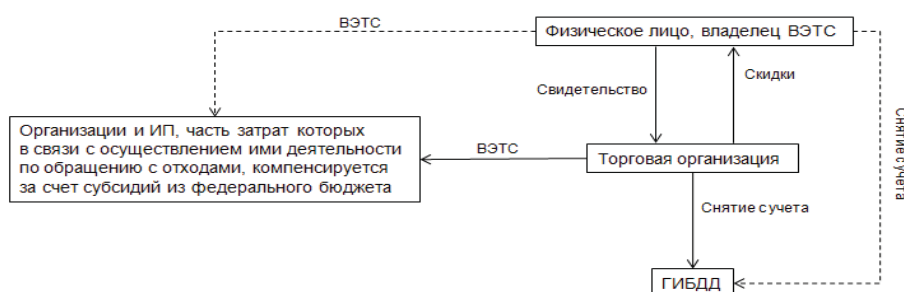 ВЭТС
Физическое лицо, владелец ВЭТС
Свидетельство
Скидки
Снятие с учета
Организации и ИП, часть затрат которых
в связи с осуществлением ими деятельности
по обращению с отходами, компенсируется
за счет субсидий из федерального бюджета
ВЭТС
Торговая организация
Снятие с учета
ГИБДД